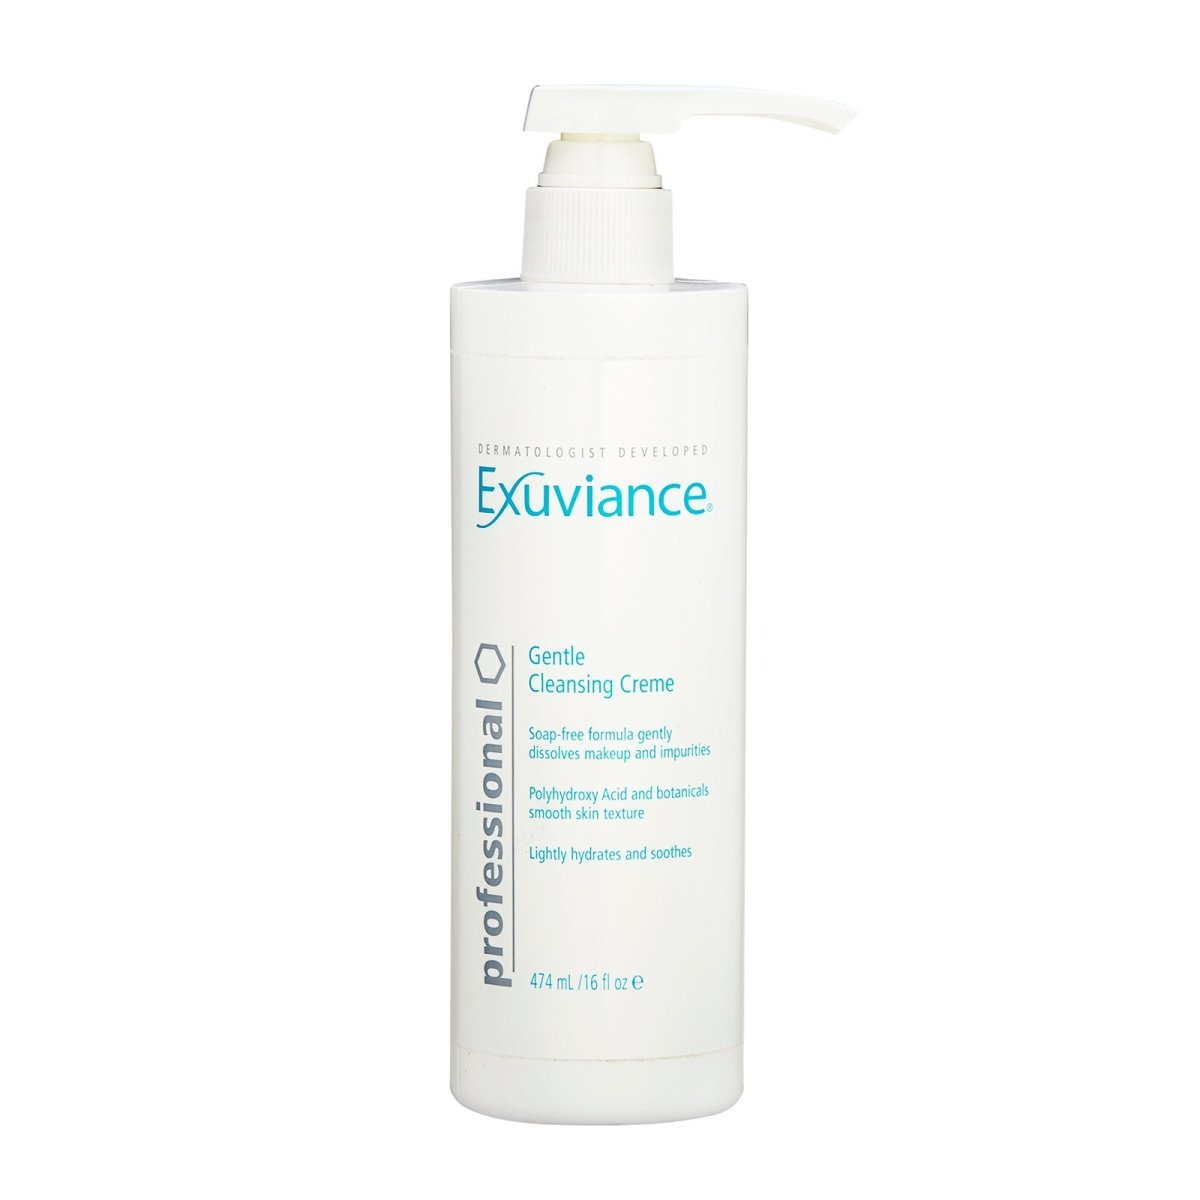 DERMATOLOGIST DEVELOPED
Exuviance®
professional
Gentle
Cleansing Creme
Soap-free formula gently
dissolves makeup and impurities
Polyhydroxy Acid and botanicals
smooth skin texture
Lightly hydrates and soothes
474 mL /16 fl oz ℮